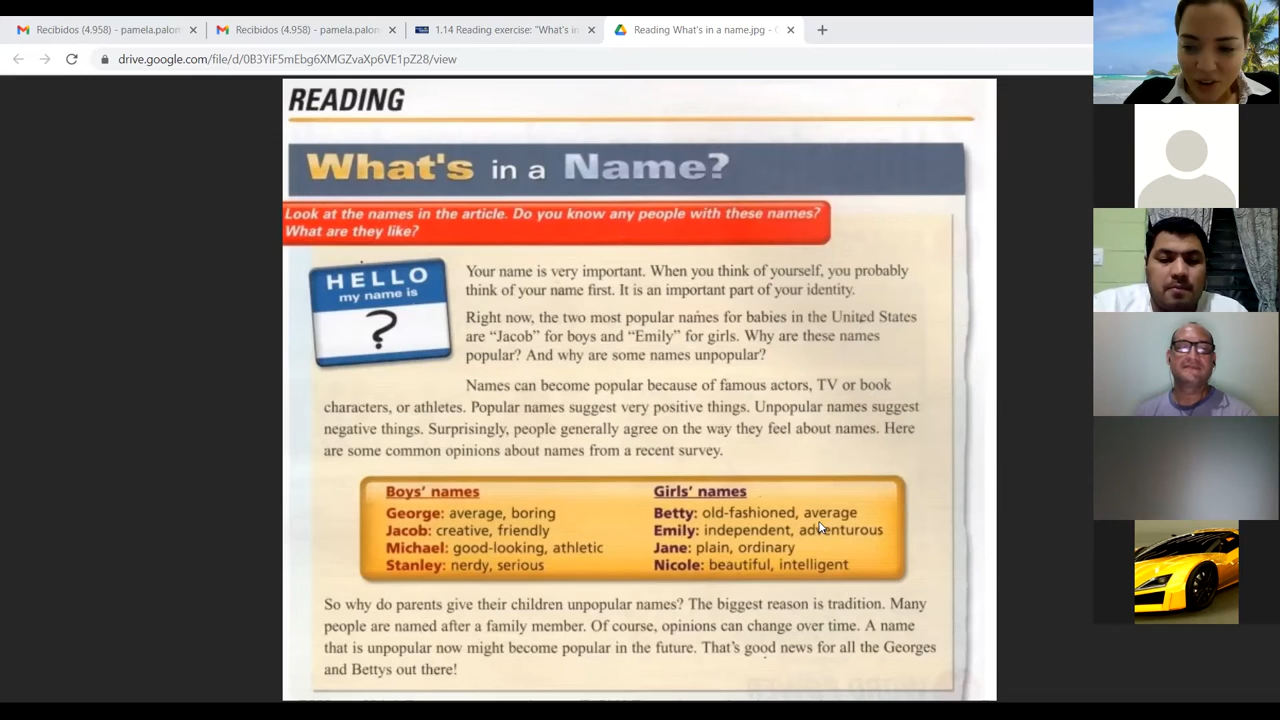 Recibidos (4.958) - pamela.palom
Recibidos (4.958) - pamela.palom
1.14 Reading exercise: "What's in
Reading What's in a name.jpg -
drive.google.com/file/d/0B3YiF5mEbg6XMGZvaXp6VE1pZ28/view
READING
What's in a Name?
Look at the names in the article. Do you know any people with these names?
What are they like?
HELLO
my name is
?
Your name is very important. When you think of yourself, you probably
think of your name first. It is an important part of your identity.
Right now, the two most popular names for babies in the United States
are “Jacob” for boys and “Emily” for girls. Why are these names
popular? And why are some names unpopular?
Names can become popular because of famous actors, TV or book
characters, or athletes. Popular names suggest very positive things. Unpopular names suggest
negative things. Surprisingly, people generally agree on the way they feel about names. Here
are some common opinions about names from a recent survey.
Boys' names
George: average, boring
Jacob: creative, friendly
Michael: good-looking, athletic
Stanley: nerdy, serious
Girls' names
Betty: old-fashioned, average
Emily: independent, adventurous
Jane: plain, ordinary
Nicole: beautiful, intelligent
So why do parents give their children unpopular names? The biggest reason is tradition. Many
people are named after a family member. Of course, opinions can change over time. A name
that is unpopular now might become popular in the future. That's good news for all the Georges
and Bettys out there!